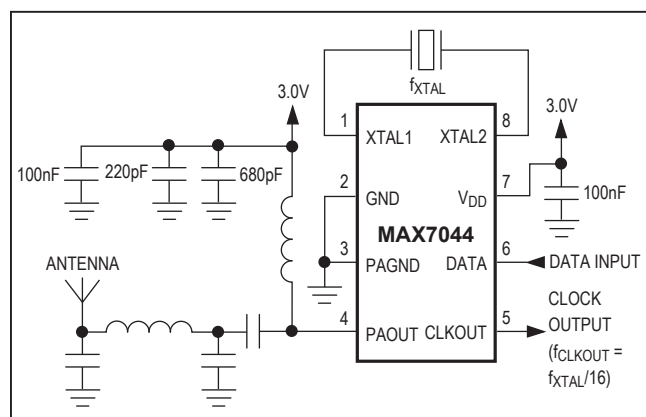 fXTAL
3.0V
3.0V
1
8
XTAL1
XTAL2
100nF
220pF
680pF
2
7
GND
VDD
100nF
MAX7044
3
6
PAGND
DATA
DATA INPUT
ANTENNA
4
5
PAOUT
CLKOUT
CLOCK
OUTPUT
(fCLKOUT =
fXTAL/16)